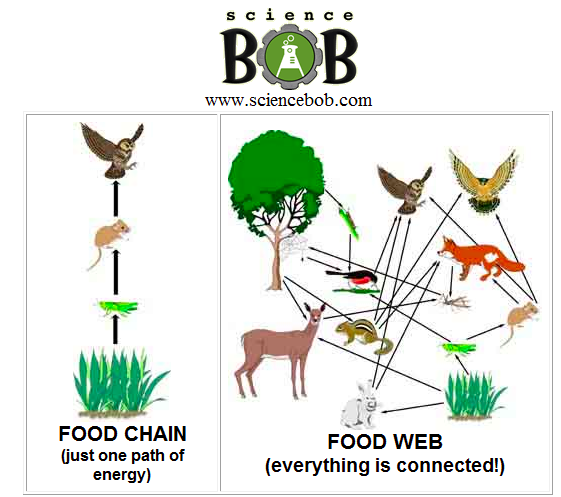 science
BOB
www.sciencebob.com
FOOD CHAIN
(just one path of
energy)
FOOD WEB
(everything is connected!)